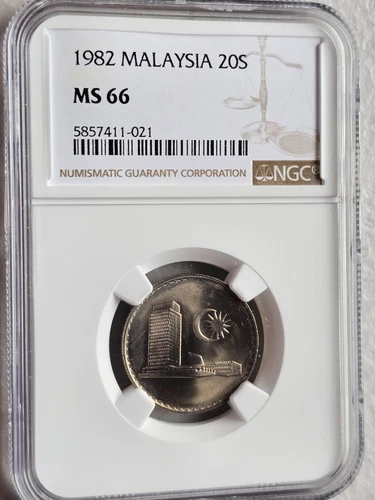 1982 MALAYSIA 20S
MS 66
5857411-021
NUMISMATIC GUARANTY CORPORATION
NGC